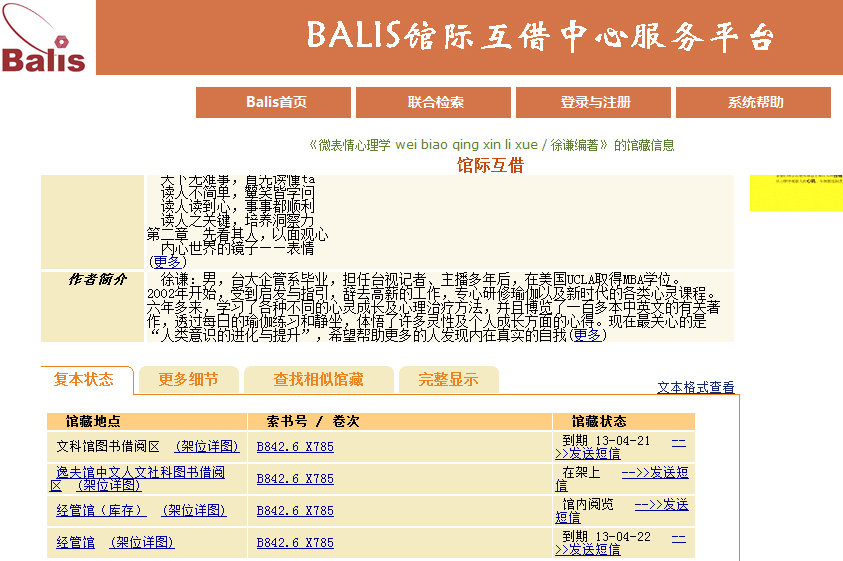 Balis
BALIS馆际互借中心服务平台
Balis首页 联合检索 登录与注册 系统帮助
《微表情心理学 wei biao qing xin li xue / 徐谦编著》 的馆藏信息
馆际互借
天下无难事，首先读懂ta
读人不简单，颦笑皆学问
读人读到心，事事都顺利
读人之关键，培养洞察力
第二章 先看其人，以面观心
内心世界的镜子——表情
(更多)
作者简介
徐谦：男，台大企管系毕业，担任台视记者、主播多年后，在美国UCLA取得MBA学位。
2002年开始，受到启发与指引，辞去高新的工作，专心研修瑜伽以及新时代的各类心灵课程。
六年多来，学习了各种不同的心灵成长及心理治疗方法，并且博览了一百多本中英文的有关著
作，透过每日的瑜伽练习和静坐，体悟了许多灵性及个人成长方面的心得。现在最关心的是
“人类意识的进化与提升”，希望帮助更多的人发现内在真实的自我(更多)
复本状态 更多细节 查找相似馆藏 完整显示
文本格式查看
馆藏地点 索书号 / 卷次 馆藏状态
文科馆图书借阅区 (架位详图) B842.6 X785 到期 13-04-21 --
>>发送短信
逸夫馆中文人文社科图书借阅
区 (架位详图) B842.6 X785 在架上 -->>发送短
信
经管馆（库存） (架位详图) B842.6 X785 馆内阅览 -->>发送
短信
经管馆 (架位详图) B842.6 X785 到期 13-04-22 --
>>发送短信